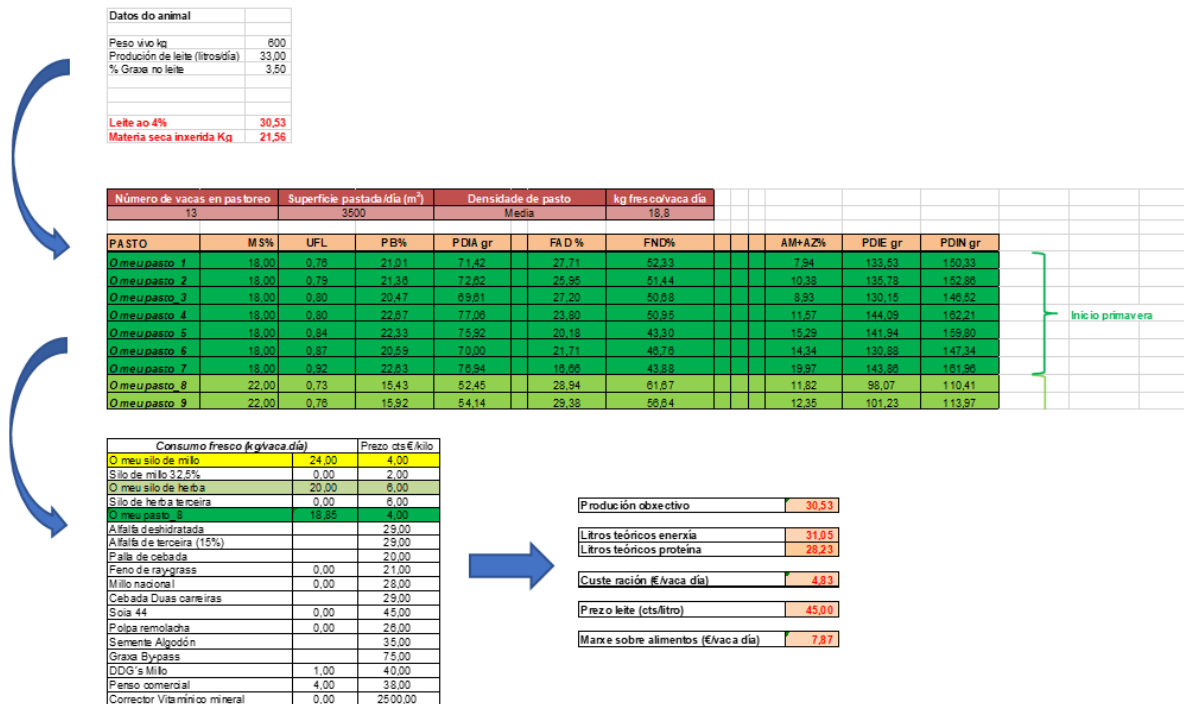 Datos do animal
Peso vivo kg 600
Produción de leite (litros/día) 33,00
% Graxa no leite 3,50
Leite ao 4% 30,53
Materia seca inxerida Kg 21,56
Número de vacas en pastoreo Superficie pastada/día (m²) Densidade de pasto kg fresco/vaca día
13 3500 Media 18,8
PASTO MS% UFL PB% PDIA gr FAD % FND% AM+AZ% PDIE gr PDIN gr
O meu pasto_1 18,00 0,76 21,01 71,42 27,71 52,33 7,94 133,53 150,33
O meu pasto_2 18,00 0,79 21,36 72,62 25,95 51,44 10,38 135,78 152,86
O meu pasto_3 18,00 0,80 20,47 69,61 27,20 50,68 8,93 130,15 146,52
O meu pasto_4 18,00 0,80 22,67 77,06 23,80 50,95 11,57 144,09 162,21
O meu pasto_5 18,00 0,84 22,33 75,92 20,18 43,30 15,29 141,94 159,80
O meu pasto_6 18,00 0,87 20,59 70,00 21,71 46,76 14,34 130,88 147,34
O meu pasto_7 18,00 0,92 22,63 76,94 16,66 43,88 19,97 143,86 161,96
O meu pasto_8 22,00 0,73 15,43 52,45 28,94 61,67 11,82 98,07 110,41
O meu pasto_9 22,00 0,76 15,92 54,14 29,38 56,64 12,35 101,23 113,97
Inicio primavera
Consumo fresco (kg/vaca.día) Prezo cts€/kilo
O meu silo de millo 24,00 4,00
Silo de millo 32,5% 0,00 2,00
O meu silo de herba 20,00 6,00
Silo de herba terceira 0,00 6,00
O meu pasto_8 18,85 4,00
Alfalfa deshidratada 29,00
Alfalfa de terceira (15%) 29,00
Palla de cebada 20,00
Feno de ray-grass 0,00 21,00
Millo nacional 0,00 28,00
Cebada Duas carreiras 29,00
Soia 44 0,00 45,00
Polpa remolacha 0,00 26,00
Semente Algodón 35,00
Graxa By-pass 75,00
DDG's Millo 1,00 40,00
Penso comercial 4,00 38,00
Corrector Vitamínico mineral 0,00 2500,00
Produción obxectivo 30,53
Litros teóricos enerxía 31,05
Litros teóricos proteína 28,23
Custe ración (€/vaca día) 4,83
Prezo leite (cts/litro) 45,00
Marxe sobre alimentos (€/vaca día) 7,87